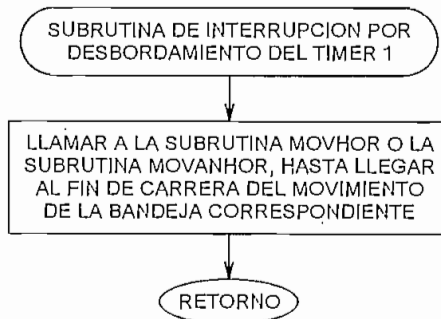 SUBRUTINA DE INTERRUPCION POR
DESBORDAMIENTO DEL TIMER 1
LLAMAR A LA SUBRUTINA MOVHOR O LA
SUBRUTINA MOVANHOR, HASTA LLEGAR
AL FIN DE CARRERA DEL MOVIMIENTO
DE LA BANDEJA CORRESPONDIENTE
RETORNO